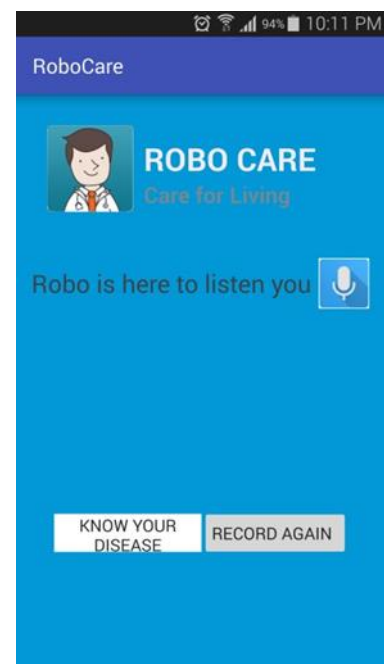 94% 10:11 PM
RoboCare
ROBO CARE
Care for Living
Robo is here to listen you
KNOW YOUR
DISEASE
RECORD AGAIN